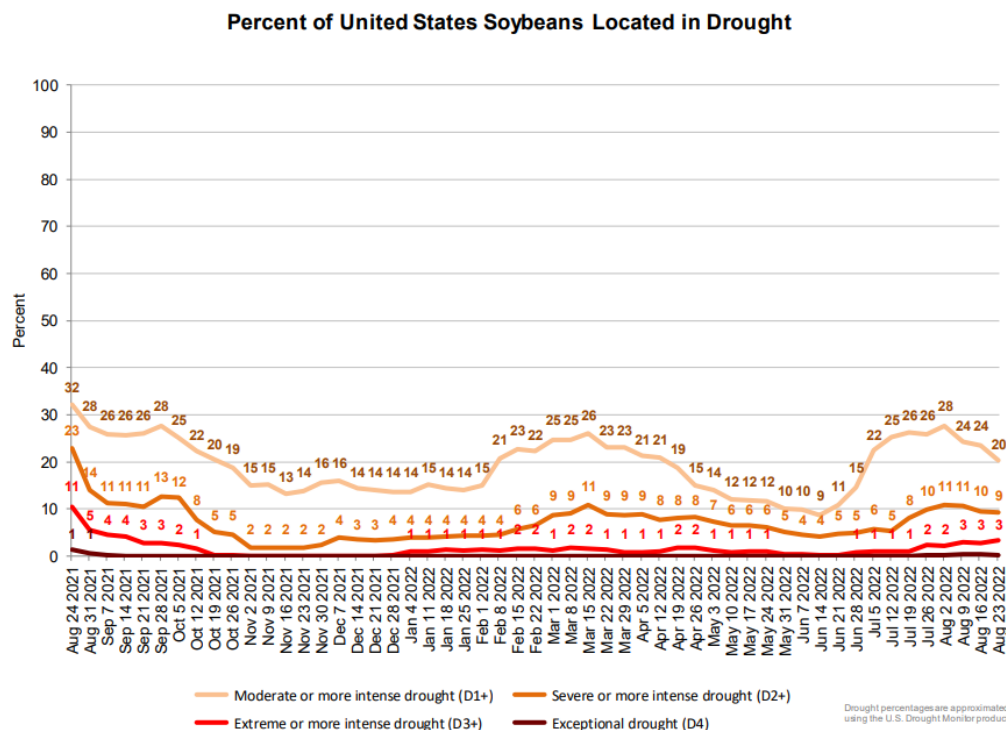 Percent of United States Soybeans Located in Drought
Percent
100
90
80
70
60
50
40
30
20
10
0
32 28 26 26 26 28 25 22 20 19 15 15 13 14 16 16 14 14 14 14 15 14 14 15 21 23 22 25 25 26 23 23 21 21 19 15 14 12 12 12 10 10 9 11 15 22 25 26 26 28 24 24 20
23 14 11 11 11 13 12 8 5 5 2 2 2 2 2 4 3 3 4 4 4 4 4 4 4 6 6 9 9 11 9 9 9 8 8 8 7 6 6 6 5 4 4 5 5 6 5 8 10 11 11 10 9
11 5 4 4 3 3 2 1 1 1 1 1 1 1 2 2 1 2 2 1 1 1 1 2 2 1 1 1 1 1 1 1 1 2 2 3 3 3
1 1
Aug 24 2021
Aug 31 2021
Sep 7 2021
Sep 14 2021
Sep 21 2021
Sep 28 2021
Oct 5 2021
Oct 12 2021
Oct 19 2021
Oct 26 2021
Nov 2 2021
Nov 9 2021
Nov 16 2021
Nov 23 2021
Nov 30 2021
Dec 7 2021
Dec 14 2021
Dec 21 2021
Dec 28 2021
Jan 4 2022
Jan 11 2022
Jan 18 2022
Jan 25 2022
Feb 1 2022
Feb 8 2022
Feb 15 2022
Feb 22 2022
Mar 1 2022
Mar 8 2022
Mar 15 2022
Mar 22 2022
Mar 29 2022
Apr 5 2022
Apr 12 2022
Apr 19 2022
Apr 26 2022
May 3 2022
May 10 2022
May 17 2022
May 24 2022
May 31 2022
Jun 7 2022
Jun 14 2022
Jun 21 2022
Jun 28 2022
Jul 5 2022
Jul 12 2022
Jul 19 2022
Jul 26 2022
Aug 2 2022
Aug 9 2022
Aug 16 2022
Aug 23 2022
Moderate or more intense drought (D1+)
Severe or more intense drought (D2+)
Extreme or more intense drought (D3+)
Exceptional drought (D4)
Drought percentages are approximated
using the U.S. Drought Monitor produc